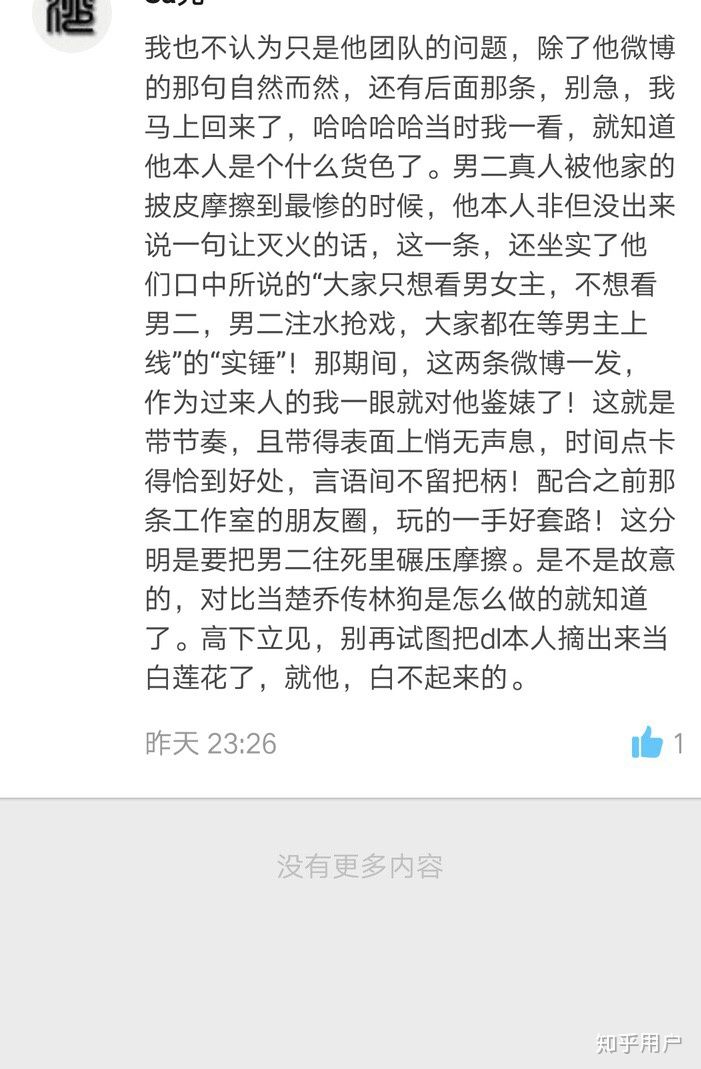 我也不认为只是他团队的问题，除了他微博
的那句自然而然，还有后面那条，别急，我
马上回来了，哈哈哈哈当时我一看，就知道
他本人是个什么货色了。男二真人被他家的
披皮摩擦到最惨的时候，他本人非但没出来
说一句让灭火的话，这一条，还坐实了他
们口中所说的“大家只想看男女主，不想看
男二，男二注水抢戏，大家都在等男主上
线”的“实锤”！那期间，这两条微博一发，
作为过来人的我一眼就对他鉴婊了！这就是
带节奏，且带得表面上悄无声息，时间点卡
得恰到好处，言语间不留把柄！配合之前那
条工作室的朋友圈，玩的一手好套路！这分
明是要把男二往死里碾压摩擦。是不是故意
的，对比当楚乔传林狗是怎么做的就知道
了。高下立见，别再试图把dl本人摘出来当
白莲花了，就他，白不起来的。
昨天 23:26
1
没有更多内容
知乎用户